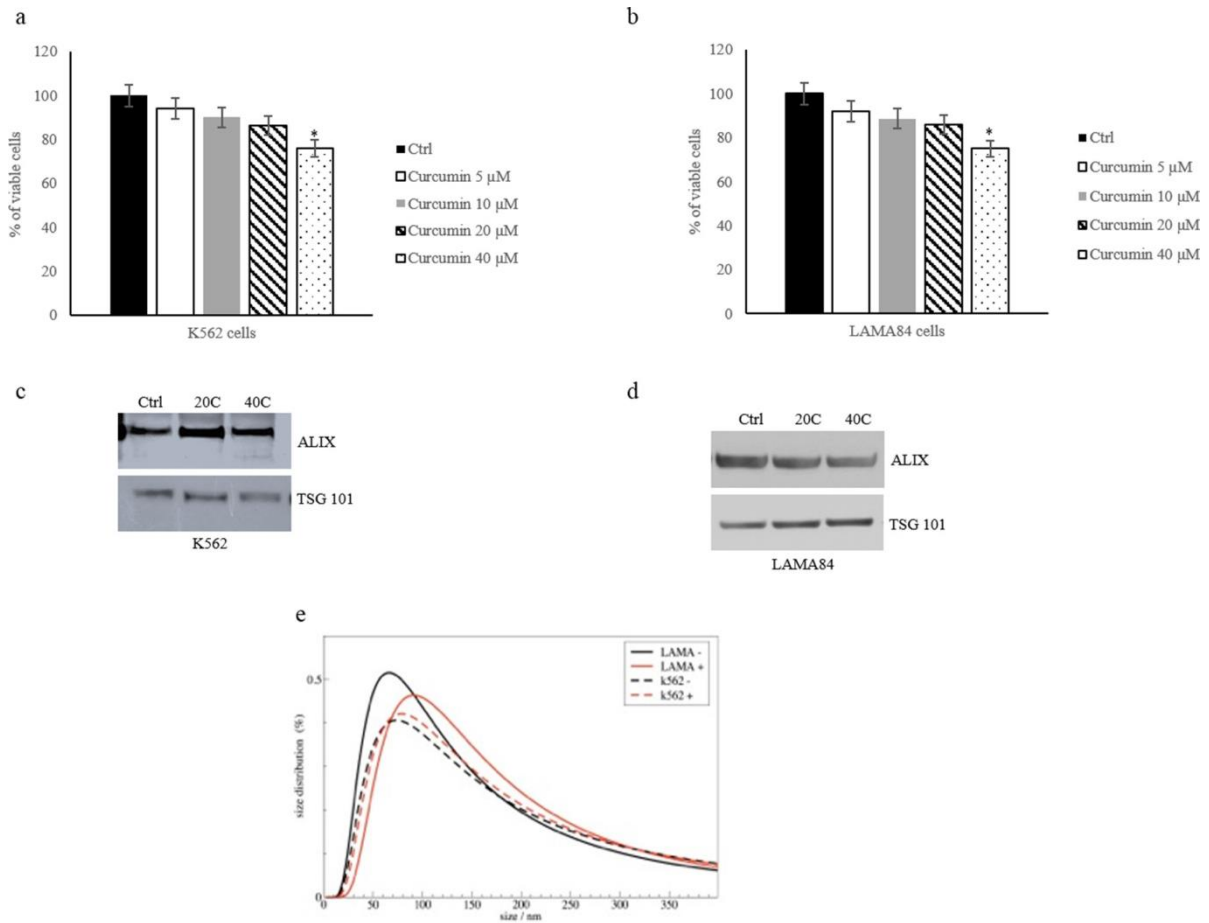 a
120
100
80
60
40
20
0
% of viable cells
*
K562 cells
Ctrl
Curcumin 5 µM
Curcumin 10 µM
Curcumin 20 µM
Curcumin 40 µM
b
120
100
80
60
40
20
0
% of viable cells
*
LAMA84 cells
Ctrl
Curcumin 5 µM
Curcumin 10 µM
Curcumin 20 µM
Curcumin 40 µM
c
Ctrl 20C 40C
ALIX
TSG 101
K562
d
Ctrl 20C 40C
ALIX
TSG 101
LAMA84
e
size distribution (%)
0.5
0
0 50 100 150 200 250 300 350
size / nm
LAMA -
LAMA +
k562 -
k562 +